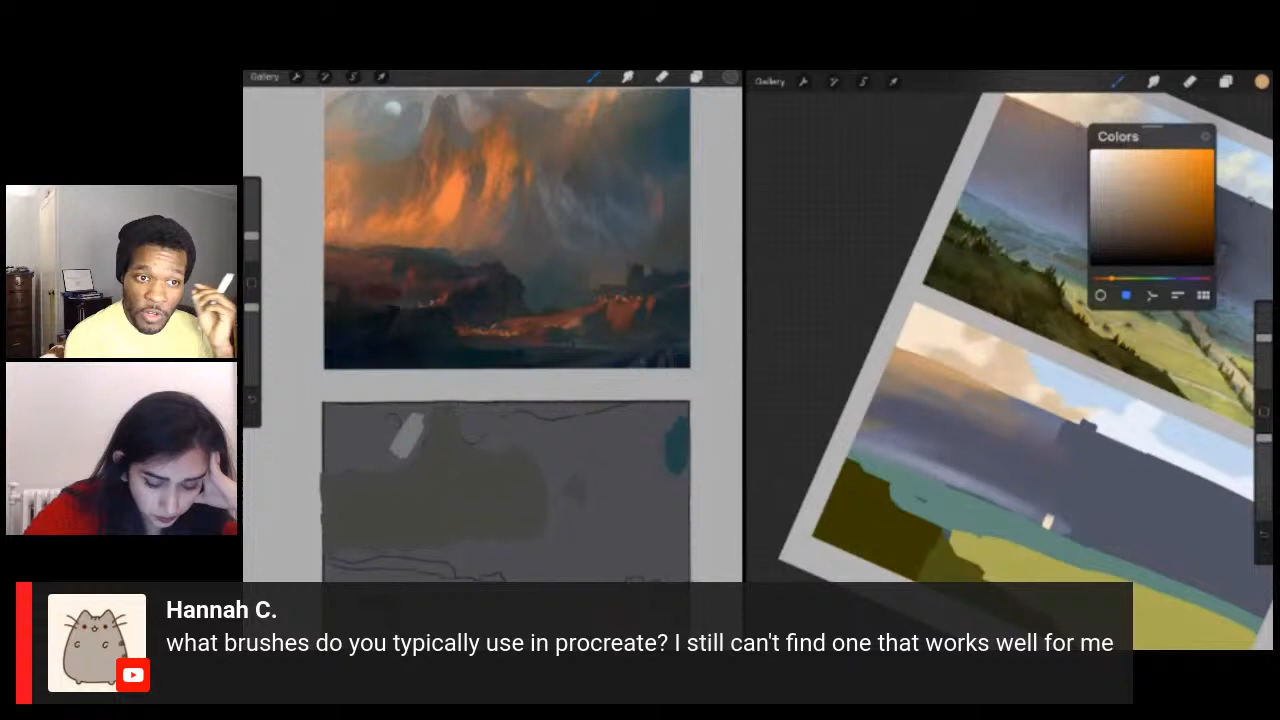 Gallery
Gallery
Colors
Hannah C.
what brushes do you typically use in procreate? I still can't find one that works well for me